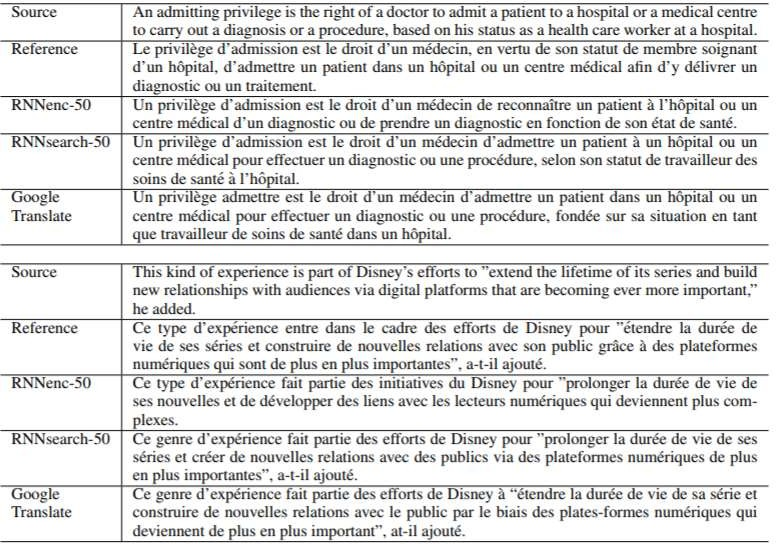 Source An admitting privilege is the right of a doctor to admit a patient to a hospital or a medical centre
to carry out a diagnosis or a procedure, based on his status as a health care worker at a hospital.
Reference Le privilège d'admission est le droit d'un médecin, en vertu de son statut de membre soignant
d'un hôpital, d'admettre un patient dans un hôpital ou un centre médical afin d'y délivrer un
diagnostic ou un traitement.
RNNenc-50 Un privilège d'admission est le droit d'un médecin de reconnaître un patient à l'hôpital ou un
centre médical d'un diagnostic ou de prendre un diagnostic en fonction de son état de santé.
RNNsearch-50 Un privilège d'admission est le droit d'un médecin d'admettre un patient à un hôpital ou un
centre médical pour effectuer un diagnostic ou une procédure, selon son statut de travailleur des
soins de santé à l'hôpital.
Google Un privilège admettre est le droit d'un médecin d'admettre un patient dans un hôpital ou un
Translate centre médical pour effectuer un diagnostic ou une procédure, fondée sur sa situation en tant
que travailleur de soins de santé dans un hôpital.
Source This kind of experience is part of Disney's efforts to ”extend the lifetime of its series and build
new relationships with audiences via digital platforms that are becoming ever more important,”
he added.
Reference Ce type d'expérience entre dans le cadre des efforts de Disney pour ”étendre la durée de
vie de ses séries et construire de nouvelles relations avec son public grâce à des plateformes
numériques qui sont de plus en plus importantes”, a-t-il ajouté.
RNNenc-50 Ce type d'expérience fait partie des initiatives du Disney pour ”prolonger la durée de vie de
ses nouvelles et de développer des liens avec les lecteurs numériques qui deviennent plus com-
plexes.
RNNsearch-50 Ce genre d'expérience fait partie des efforts de Disney pour ”prolonger la durée de vie de ses
séries et créer de nouvelles relations avec des publics via des plateformes numériques de plus
en plus importantes”, a-t-il ajouté.
Google Ce genre d'expérience fait partie des efforts de Disney à “étendre la durée de vie de sa série et
Translate construire de nouvelles relations avec le public par le biais des plates-formes numériques qui
deviennent de plus en plus important”, at-il ajouté.